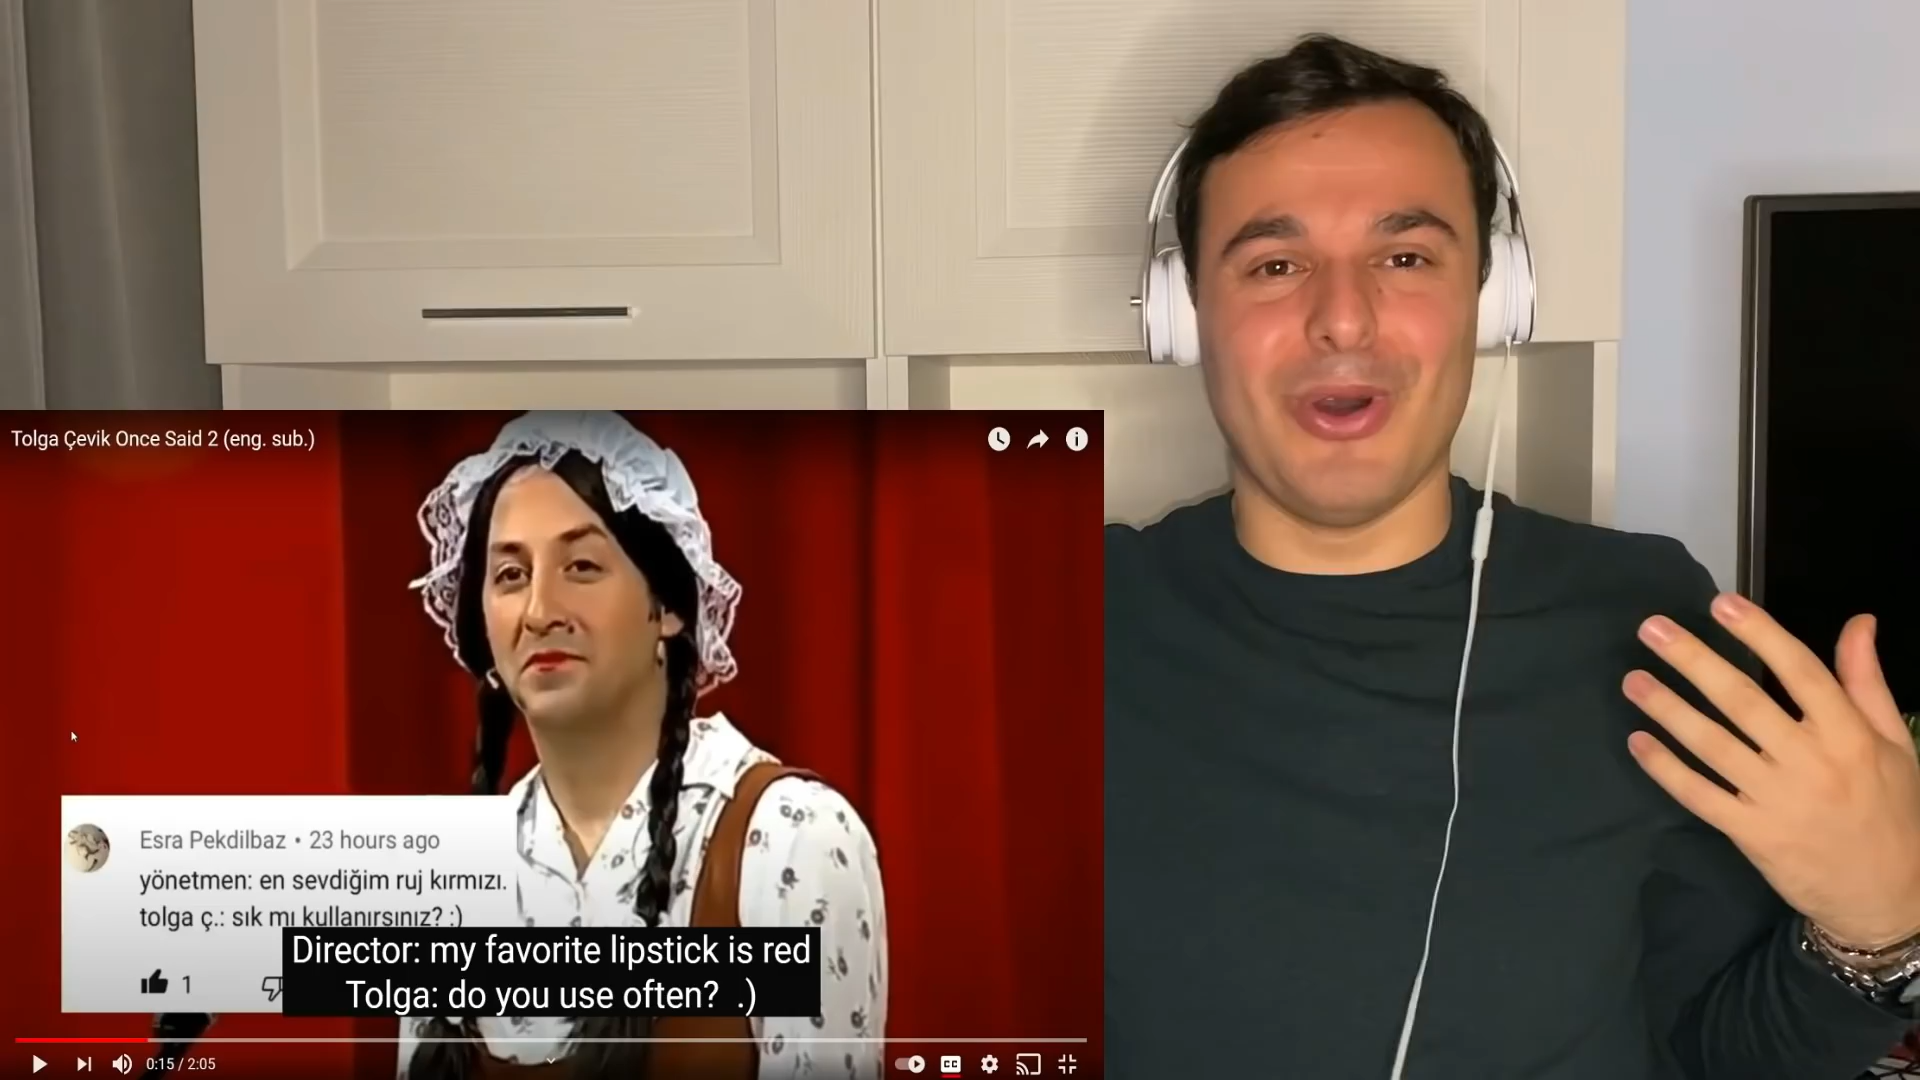 Tolga Çevik Once Said 2 (eng. sub.)
Esra Pekdilbaz • 23 hours ago
yönetmen: en sevdiğim ruj kırmızı.
tolga ç.: sık mı kullanırsınız? :)
1
Director: my favorite lipstick is red
Tolga: do you use often? .)
0:15 / 2:05
CC